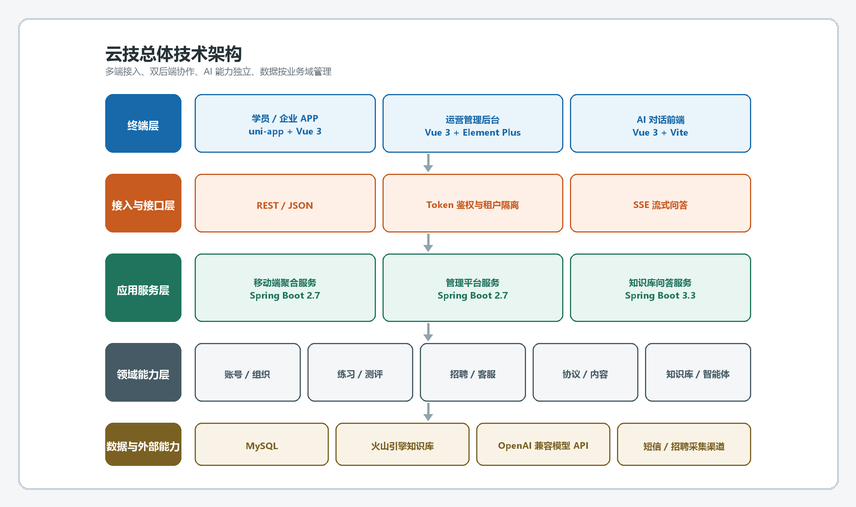 云技总体技术架构
多端接入、双后端协作、AI 能力独立、数据按业务域管理
终端层
学员 / 企业 APP
uni-app + Vue 3
运营管理后台
Vue 3 + Element Plus
AI 对话前端
Vue 3 + Vite
接入与接口层
REST / JSON
Token 鉴权与租户隔离
SSE 流式问答
应用服务层
移动端聚合服务
Spring Boot 2.7
管理平台服务
Spring Boot 2.7
知识库问答服务
Spring Boot 3.3
领域能力层
账号 / 组织
练习 / 测评
招聘 / 客服
协议 / 内容
知识库 / 智能体
数据与外部能力
MySQL
火山引擎知识库
OpenAI 兼容模型 API
短信 / 招聘采集渠道